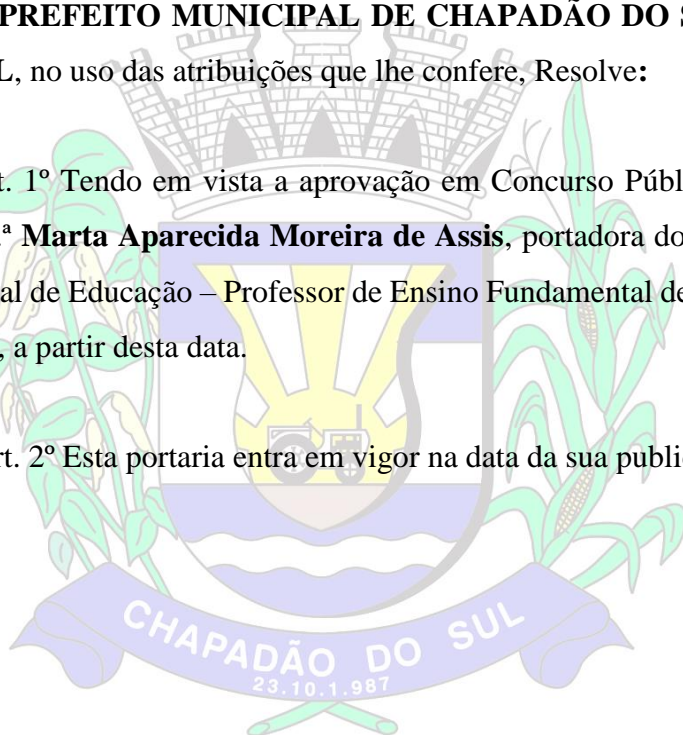 PREFEITO MUNICIPAL DE CHAPADÃO DO S
L, no uso das atribuições que lhe confere, Resolve:
t. 1º Tendo em vista a aprovação em Concurso Públ
.ª Marta Aparecida Moreira de Assis, portadora do
al de Educação – Professor de Ensino Fundamental de
, a partir desta data.
rt. 2º Esta portaria entra em vigor na data da sua public
CHAPADÃO DO SUL
23.10.1.987